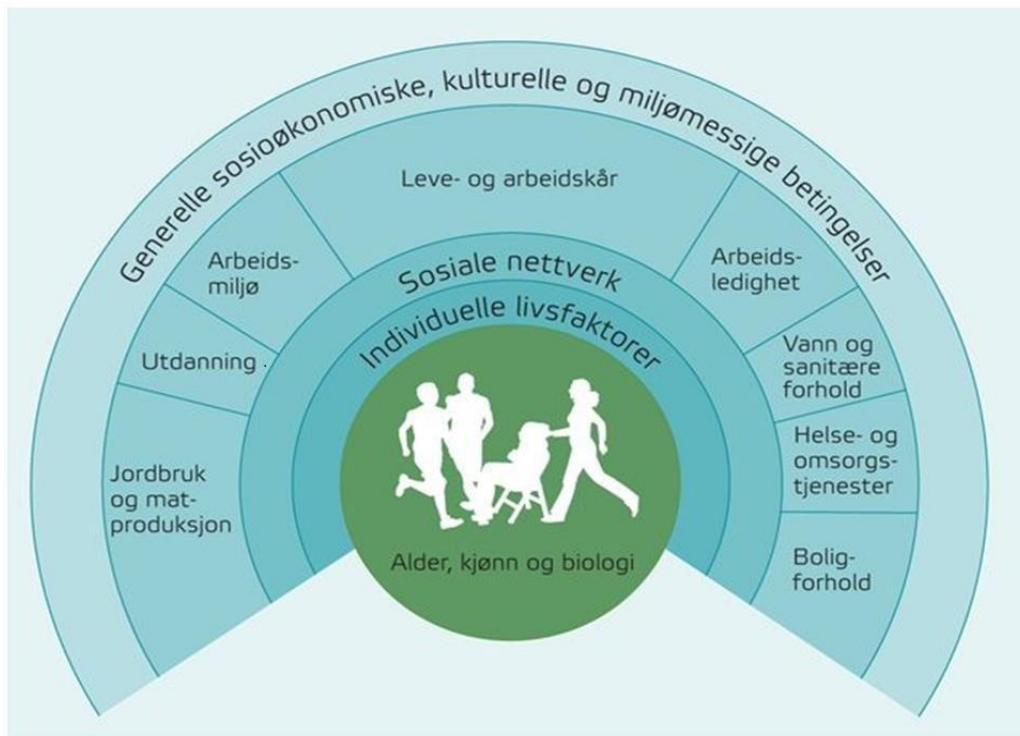 Generelle sosioøkonomiske, kulturelle og miljømessige betingelser
Leve- og arbeidskår
Arbeids-
miljø
Utdanning .
Jordbruk
og mat-
produksjon
Arbeids-
ledighet
Vann og
sanitære
forhold
Helse- og
omsorgs-
tjenester
Bolig-
forhold
Sosiale nettverk
Individuelle livsfaktorer
Alder, kjønn og biologi